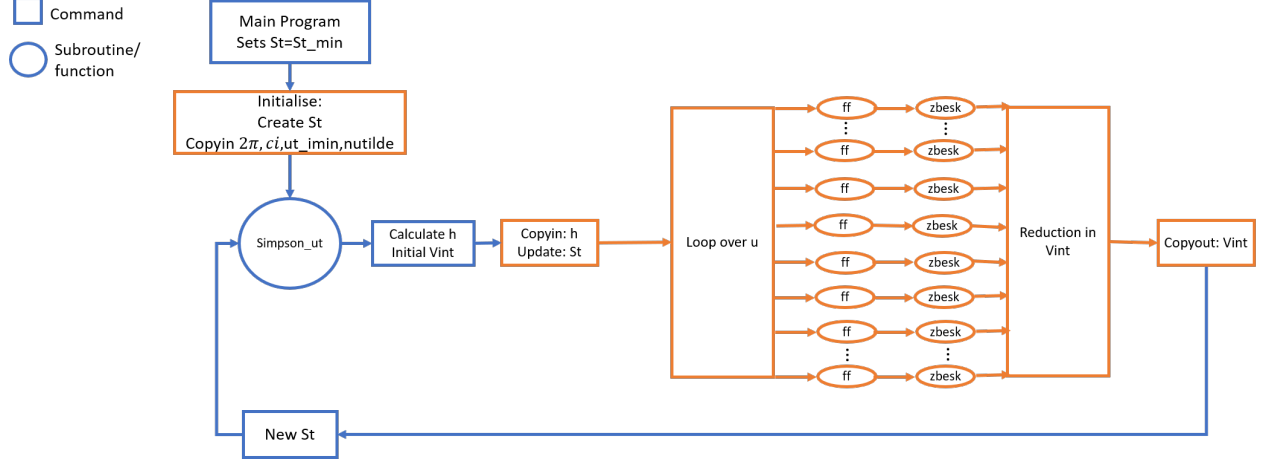 Command
Subroutine/
function
Main Program
Sets St=St_min
Initialise:
Create St
Copyin 2π, ci,ut_imin,nutilde
Simpson_ut
Calculate h
Initial Vint
Copyin: h
Update: St
Loop over u
ff
zbesk
ff
zbesk
ff
zbesk
ff
zbesk
ff
zbesk
ff
zbesk
ff
zbesk
ff
zbesk
Reduction in
Vint
Copyout: Vint
New St